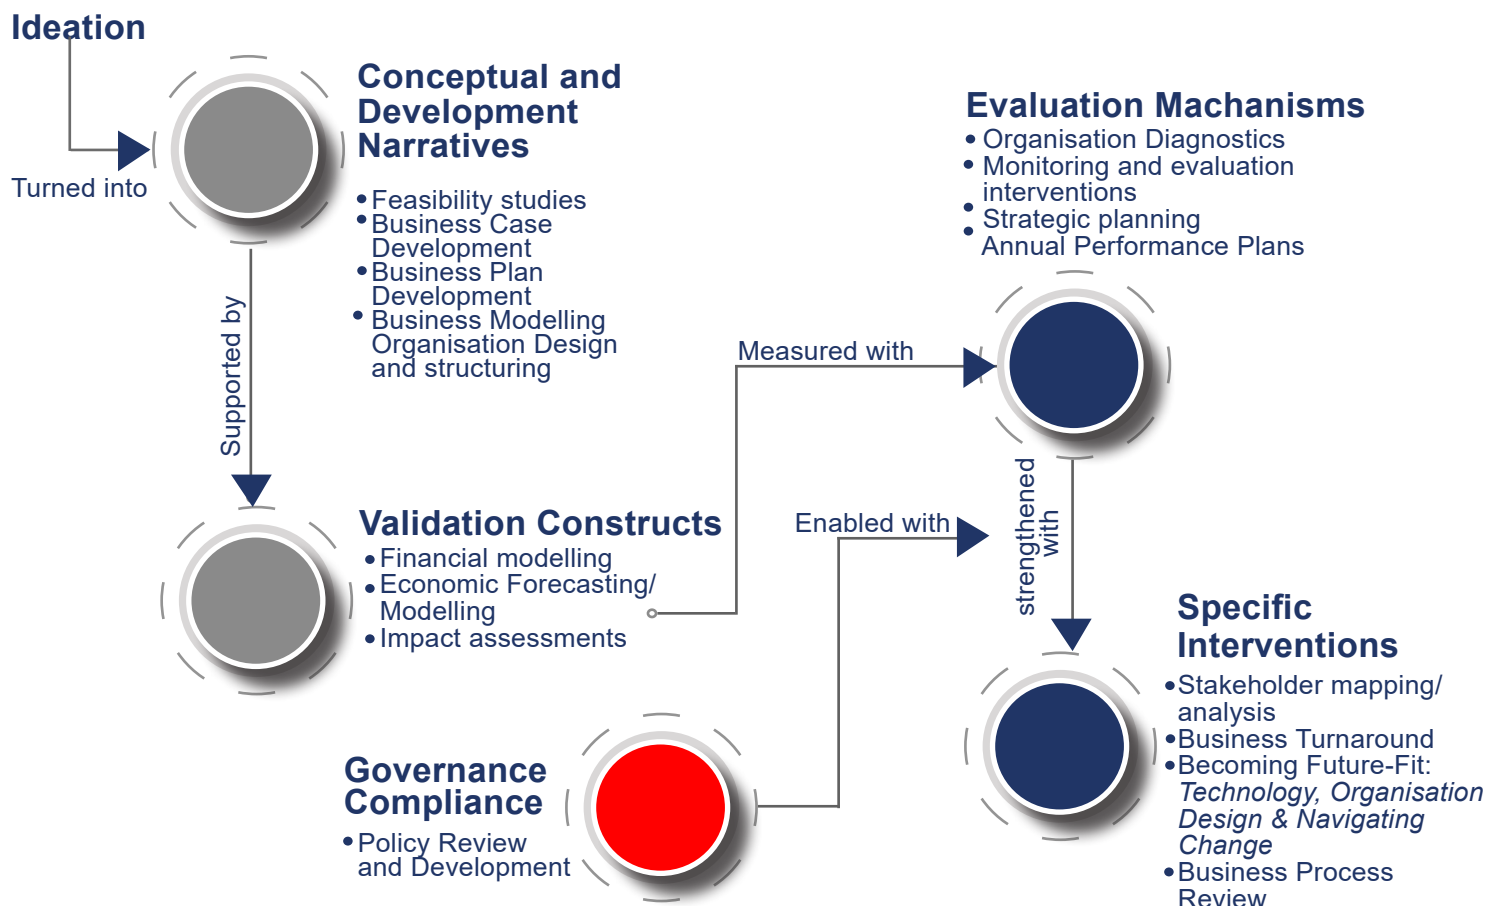 Ideation
Turned into
Conceptual and
Development
Narratives
• Feasibility studies
• Business Case
Development
• Business Plan
Development
• Business Modelling
Organisation Design
and structuring
Supported by
Validation Constructs
• Financial modelling
• Economic Forecasting/
Modelling
• Impact assessments
Measured with
Evaluation Machanisms
• Organisation Diagnostics
• Monitoring and evaluation
interventions
• Strategic planning
• Annual Performance Plans
Enabled with
strengthened
with
Governance
Compliance
• Policy Review
and Development
Specific
Interventions
• Stakeholder mapping/
analysis
• Business Turnaround
• Becoming Future-Fit:
Technology, Organisation
Design & Navigating
Change
• Business Process
Review